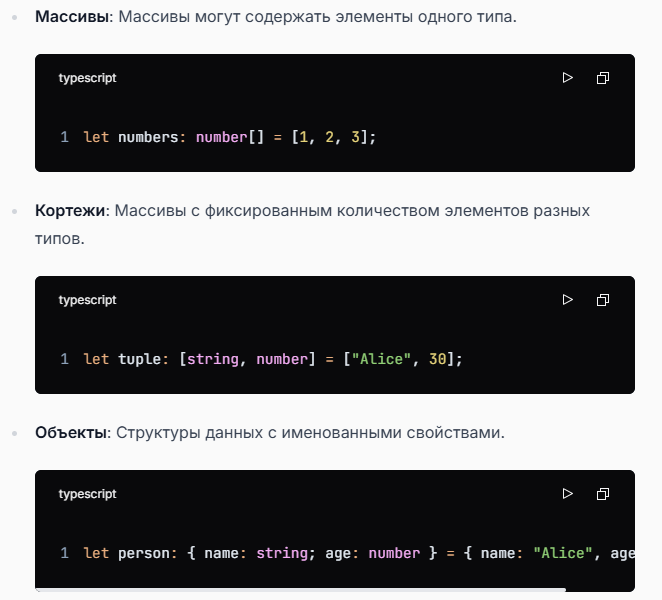 Массивы: Массивы могут содержать элементы одного типа.
typescript
1 let numbers: number[] = [1, 2, 3];
Кортежи: Массивы с фиксированным количеством элементов разных
типов.
typescript
1 let tuple: [string, number] = ["Alice", 30];
Объекты: Структуры данных с именованными свойствами.
typescript
1 let person: { name: string; age: number } = { name: "Alice", age